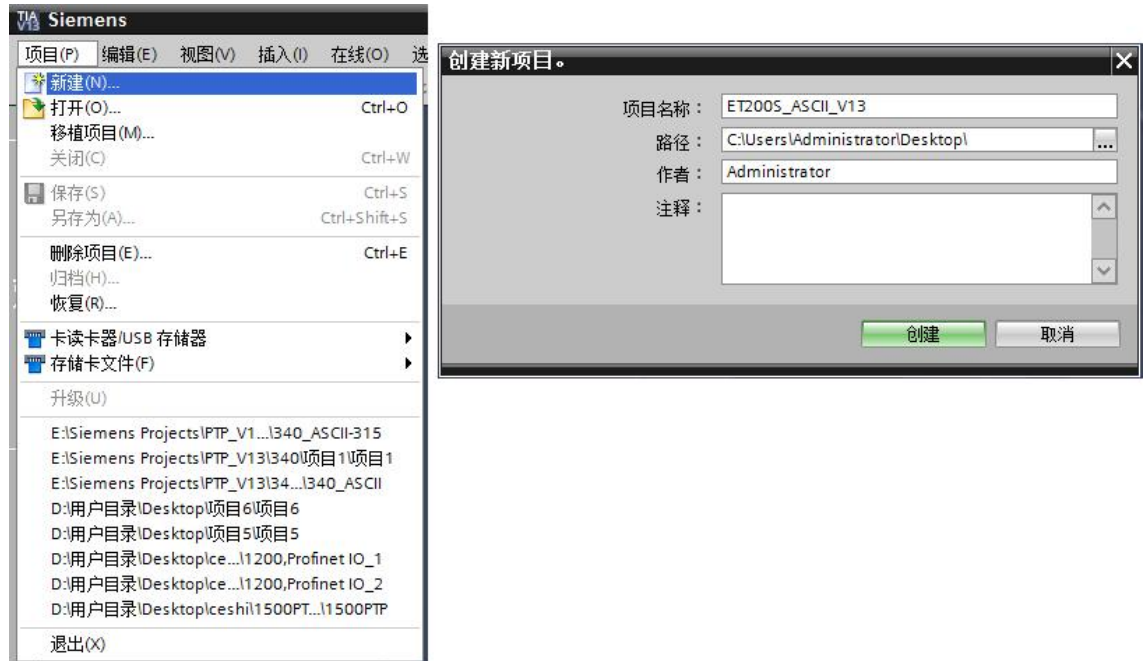 TIA V13 Siemens
项目(P) 编辑(E) 视图(V) 插入(I) 在线(O) 选
新建(N)...
打开(O)... Ctrl+O
移植项目(M)...
关闭(C) Ctrl+W
保存(S) Ctrl+S
另存为(A)... Ctrl+Shift+S
删除项目(E)... Ctrl+E
归档(H)...
恢复(R)...
卡读卡器/USB 存储器
存储卡文件(F)
升级(U)
E:\Siemens Projects\PTP_V1...\340_ASCII-315
E:\Siemens Projects\PTP_V13\340\项目1\项目1
E:\Siemens Projects\PTP_V13\34...\340_ASCII
D:\用户目录\Desktop\项目6\项目6
D:\用户目录\Desktop\项目5\项目5
D:\用户目录\Desktop\ce...\1200,Profinet IO_1
D:\用户目录\Desktop\ce...\1200,Profinet IO_2
D:\用户目录\Desktop\ceshi\1500PT...\1500PTP
退出(X)
创建新项目。
项目名称： ET200S_ASCII_V13
路径： C:\Users\Administrator\Desktop\ ...
作者： Administrator
注释：
创建 取消